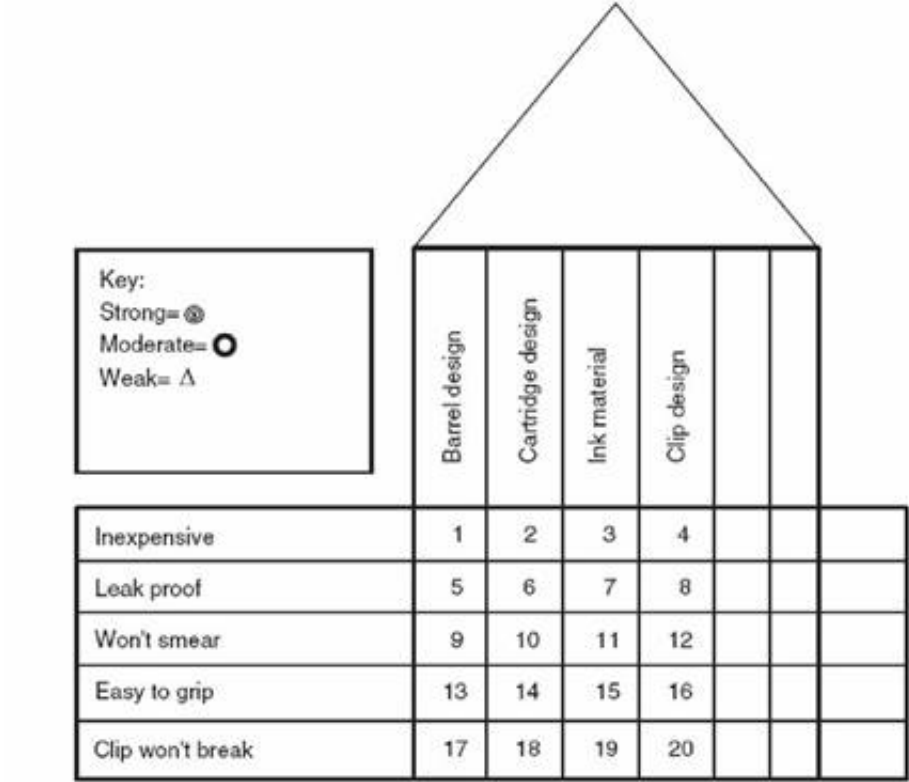 Key:
Strong= ◎
Moderate= O
Weak= Δ
Barrel design
Cartridge design
Ink material
Clip design
Inexpensive 1 2 3 4
Leak proof 5 6 7 8
Won't smear 9 10 11 12
Easy to grip 13 14 15 16
Clip won't break 17 18 19 20